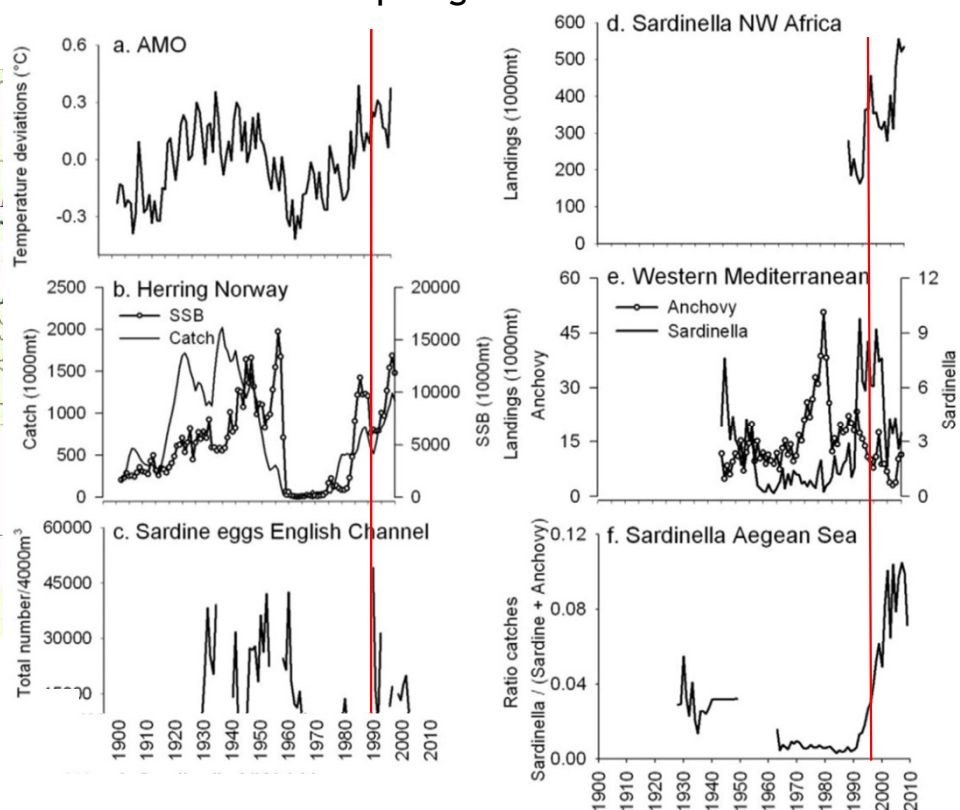 a. AMO
Temperature deviations (°C)
0.6
0.3
0.0
-0.3
b. Herring Norway
SSB
Catch
Catch (1000mt)
2500
2000
1500
1000
500
0
SSB (1000mt)
20000
15000
10000
5000
0
c. Sardine eggs English Channel
Total number/4000m³
60000
45000
30000
1900 1910 1920 1930 1940 1950 1960 1970 1980 1990 2000 2010
d. Sardinella NW Africa
Landings (1000mt)
600
500
400
300
200
100
0
e. Western Mediterranean
Anchovy
Sardinella
Landings (1000mt)
Anchovy
60
45
30
15
0
Sardinella
12
9
6
3
0
f. Sardinella Aegean Sea
Ratio catches
Sardinella / (Sardine + Anchovy)
0.12
0.08
0.04
0.00
1900 1910 1920 1930 1940 1950 1960 1970 1980 1990 2000 2010